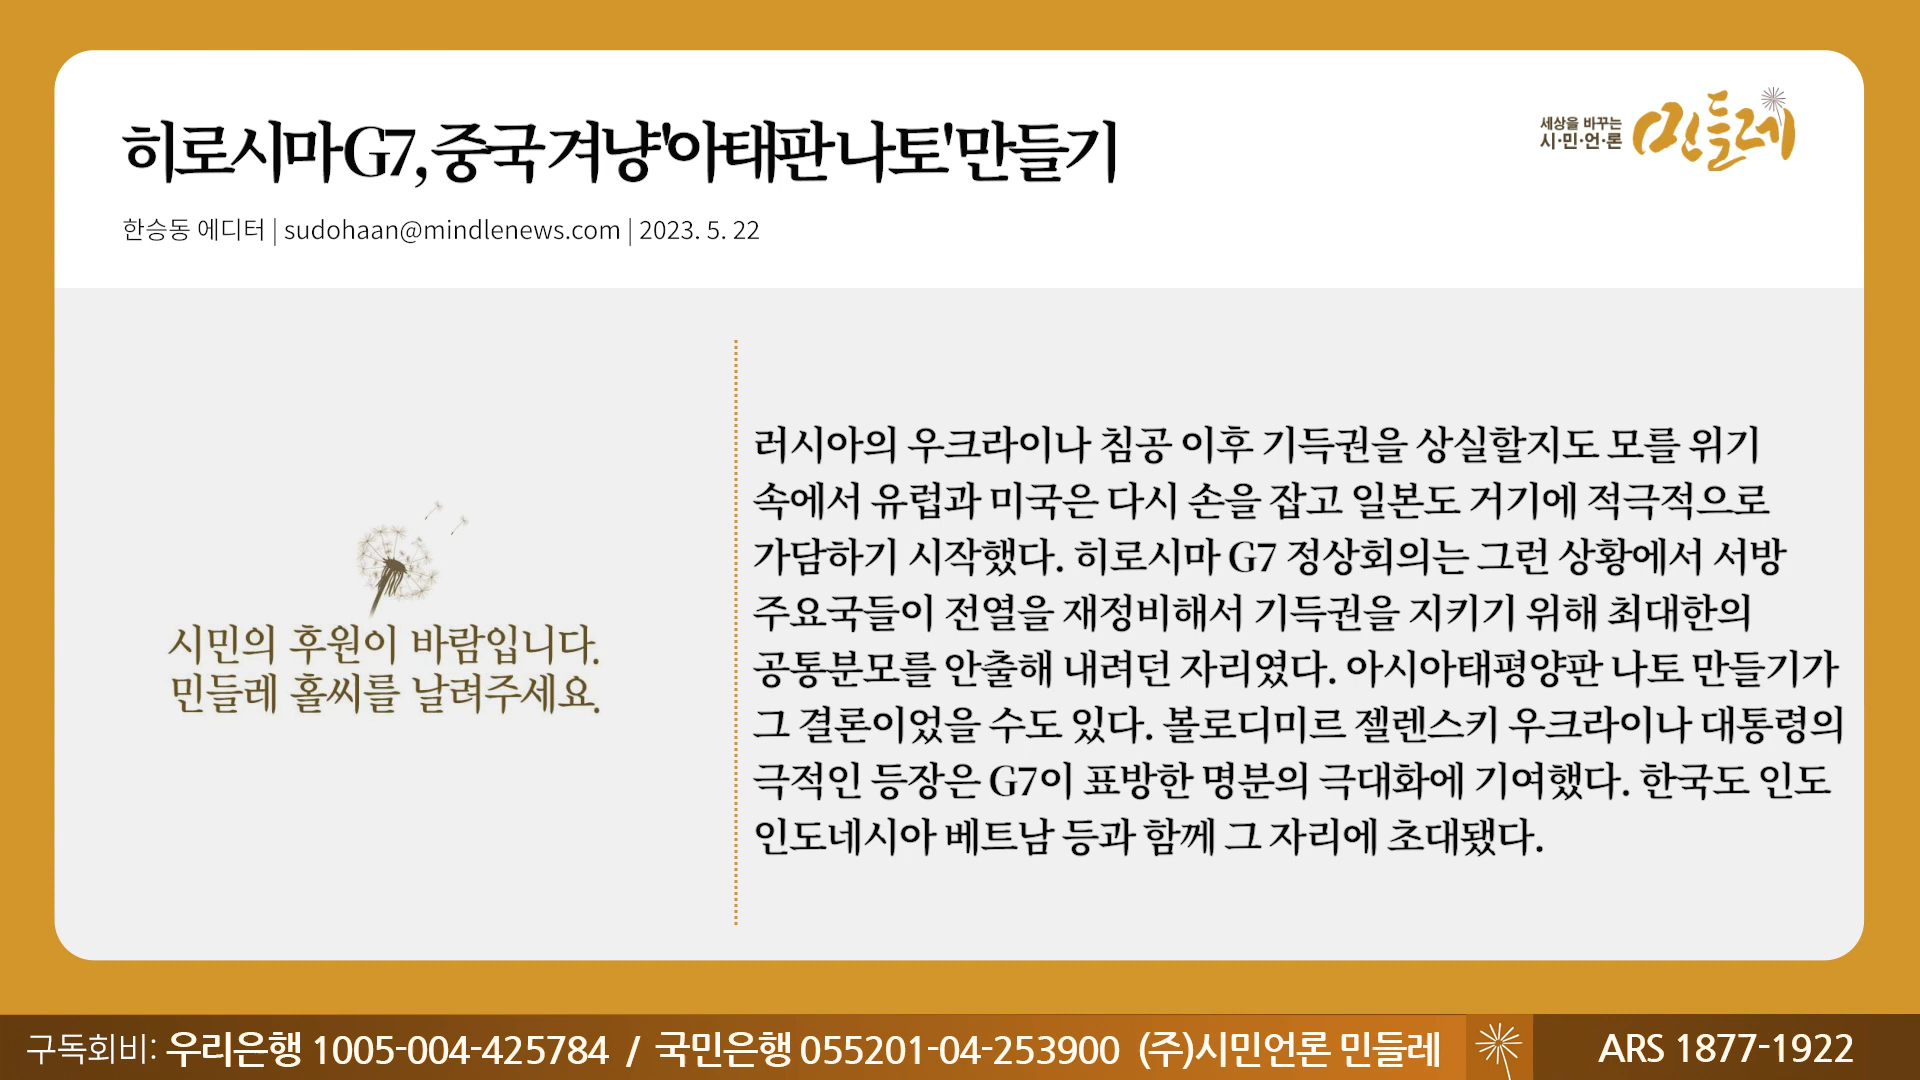 히로시마 G7, 중국 겨냥 '아태판 나토' 만들기
세상을 바꾸는
시·민·언·론
민들레
한승동 에디터 | sudohaan@mindlenews.com | 2023. 5. 22
시민의 후원이 바람입니다.
민들레 홀씨를 날려주세요.
러시아의 우크라이나 침공 이후 기득권을 상실할지도 모를 위기
속에서 유럽과 미국은 다시 손을 잡고 일본도 거기에 적극적으로
가담하기 시작했다. 히로시마 G7 정상회의는 그런 상황에서 서방
주요국들이 전열을 재정비해서 기득권을 지키기 위해 최대한의
공통분모를 안출해 내려던 자리였다. 아시아태평양판 나토 만들기가
그 결론이었을 수도 있다. 볼로디미르 젤렌스키 우크라이나 대통령의
극적인 등장은 G7이 표방한 명분의 극대화에 기여했다. 한국도 인도
인도네시아 베트남 등과 함께 그 자리에 초대됐다.
구독회비: 우리은행 1005-004-425784 / 국민은행 055201-04-253900 (주)시민언론 민들레
ARS 1877-1922